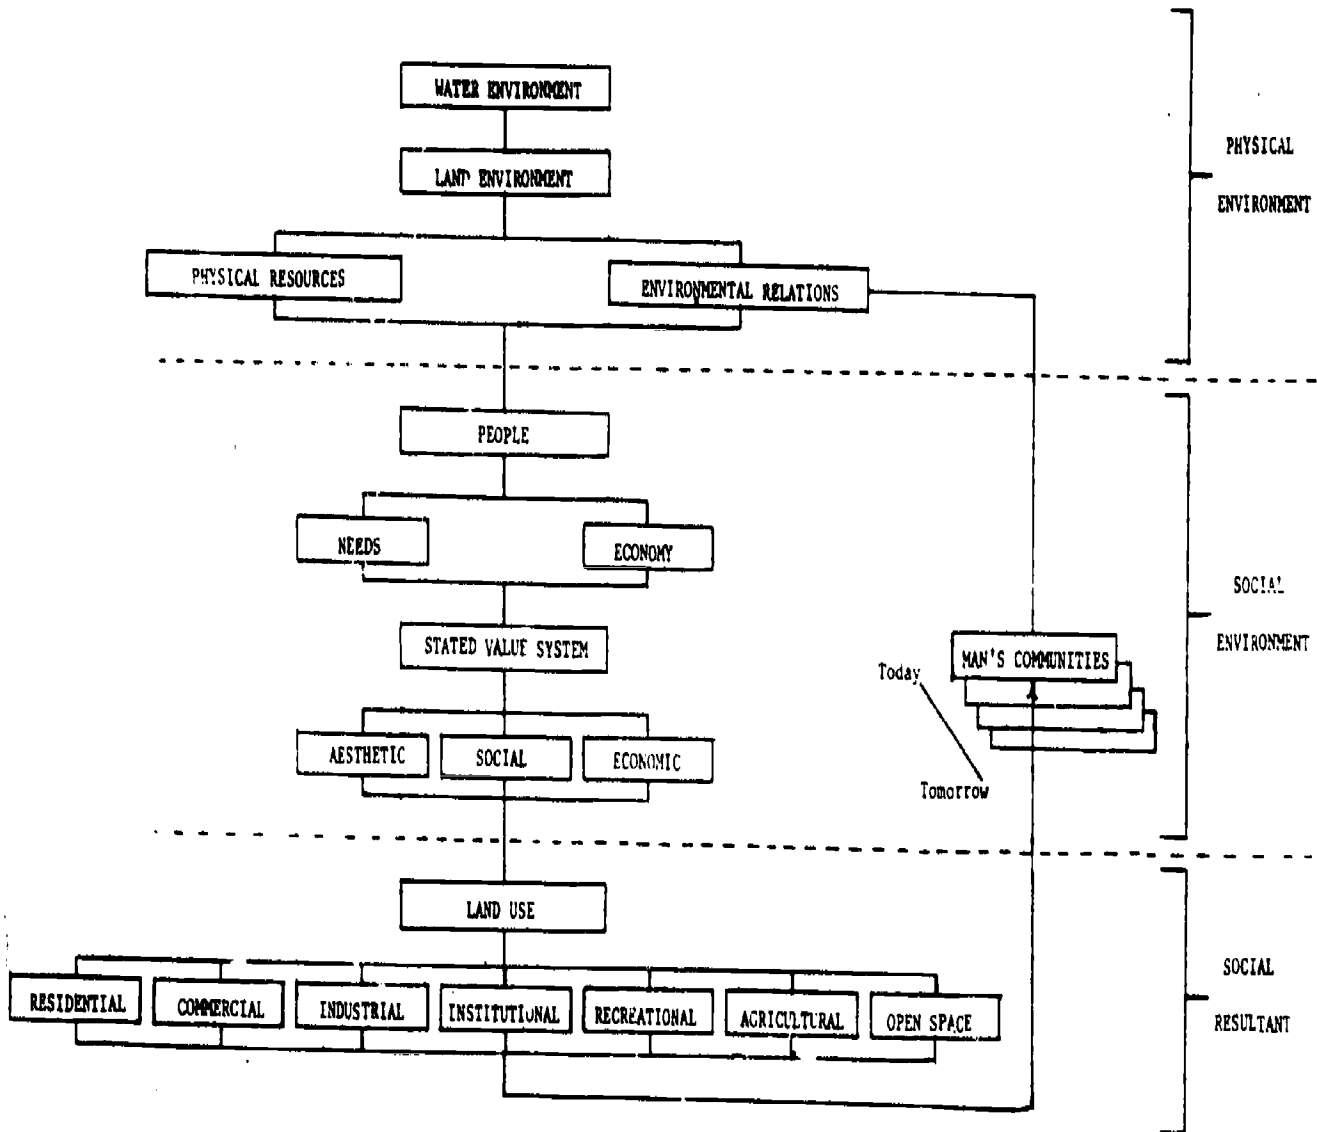 WATER ENVIRONMENT
LAND ENVIRONMENT
PHYSICAL RESOURCES
ENVIRONMENTAL RELATIONS
PHYSICAL
ENVIRONMENT
PEOPLE
NEEDS
ECONOMY
STATED VALUE SYSTEM
AESTHETIC
SOCIAL
ECONOMIC
MAN'S COMMUNITIES
Today
Tomorrow
SOCIAL
ENVIRONMENT
LAND USE
RESIDENTIAL
COMMERCIAL
INDUSTRIAL
INSTITUTIONAL
RECREATIONAL
AGRICULTURAL
OPEN SPACE
SOCIAL
RESULTANT